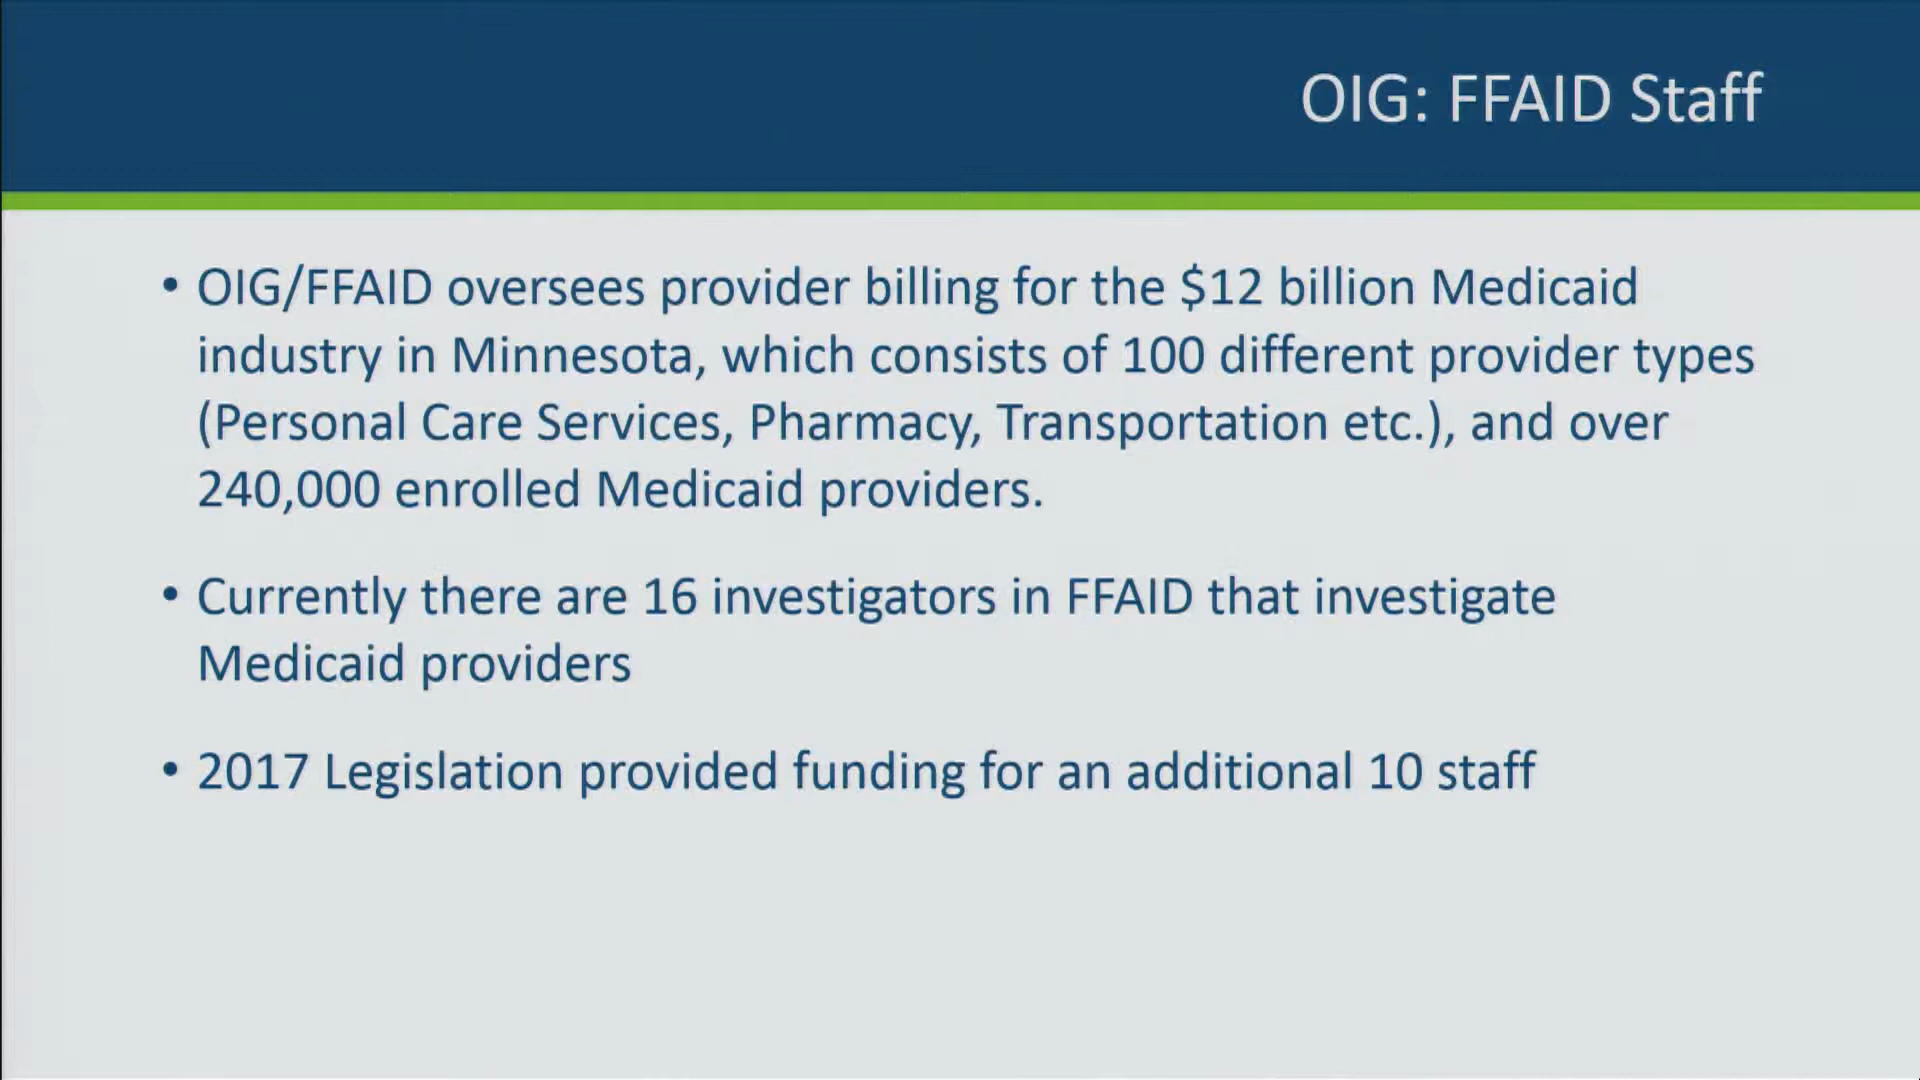 OIG: FFAID Staff
• OIG/FFAID oversees provider billing for the $12 billion Medicaid
industry in Minnesota, which consists of 100 different provider types
(Personal Care Services, Pharmacy, Transportation etc.), and over
240,000 enrolled Medicaid providers.
• Currently there are 16 investigators in FFAID that investigate
Medicaid providers
• 2017 Legislation provided funding for an additional 10 staff